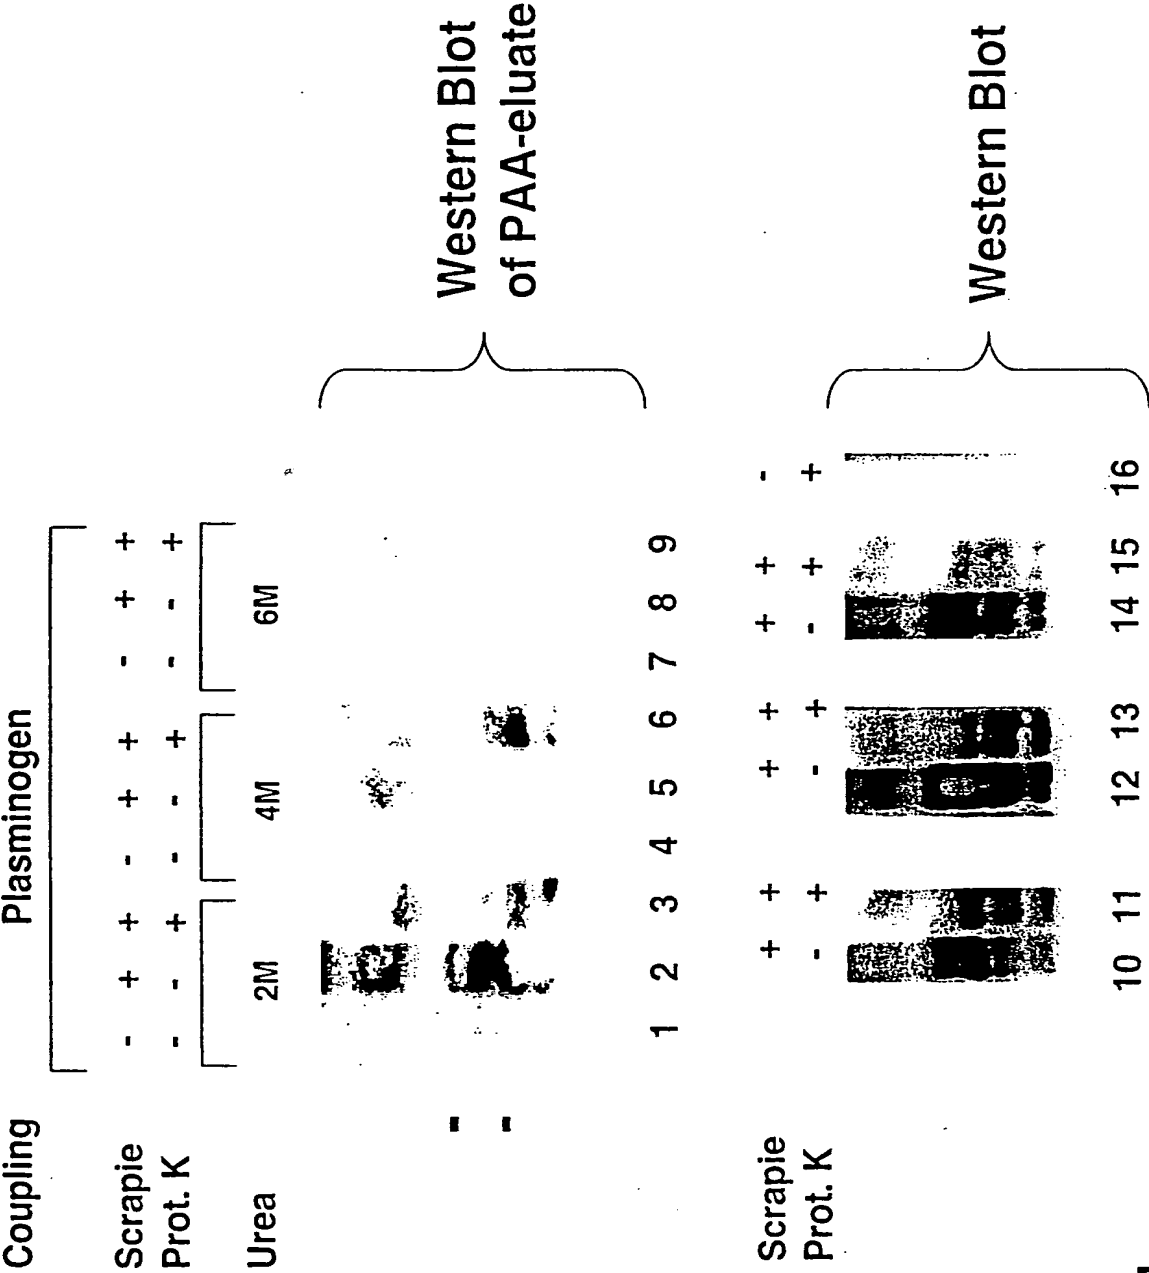 Coupling Plasminogen
Scrapie - + + - + + - + +
Prot. K - - + - - + - - +
Urea 2M 4M 6M
Western Blot
of PAA-eluate
1 2 3 4 5 6 7 8 9
Scrapie + + + + + + -
Prot. K - + - + - + +
Western Blot
10 11 12 13 14 15 16